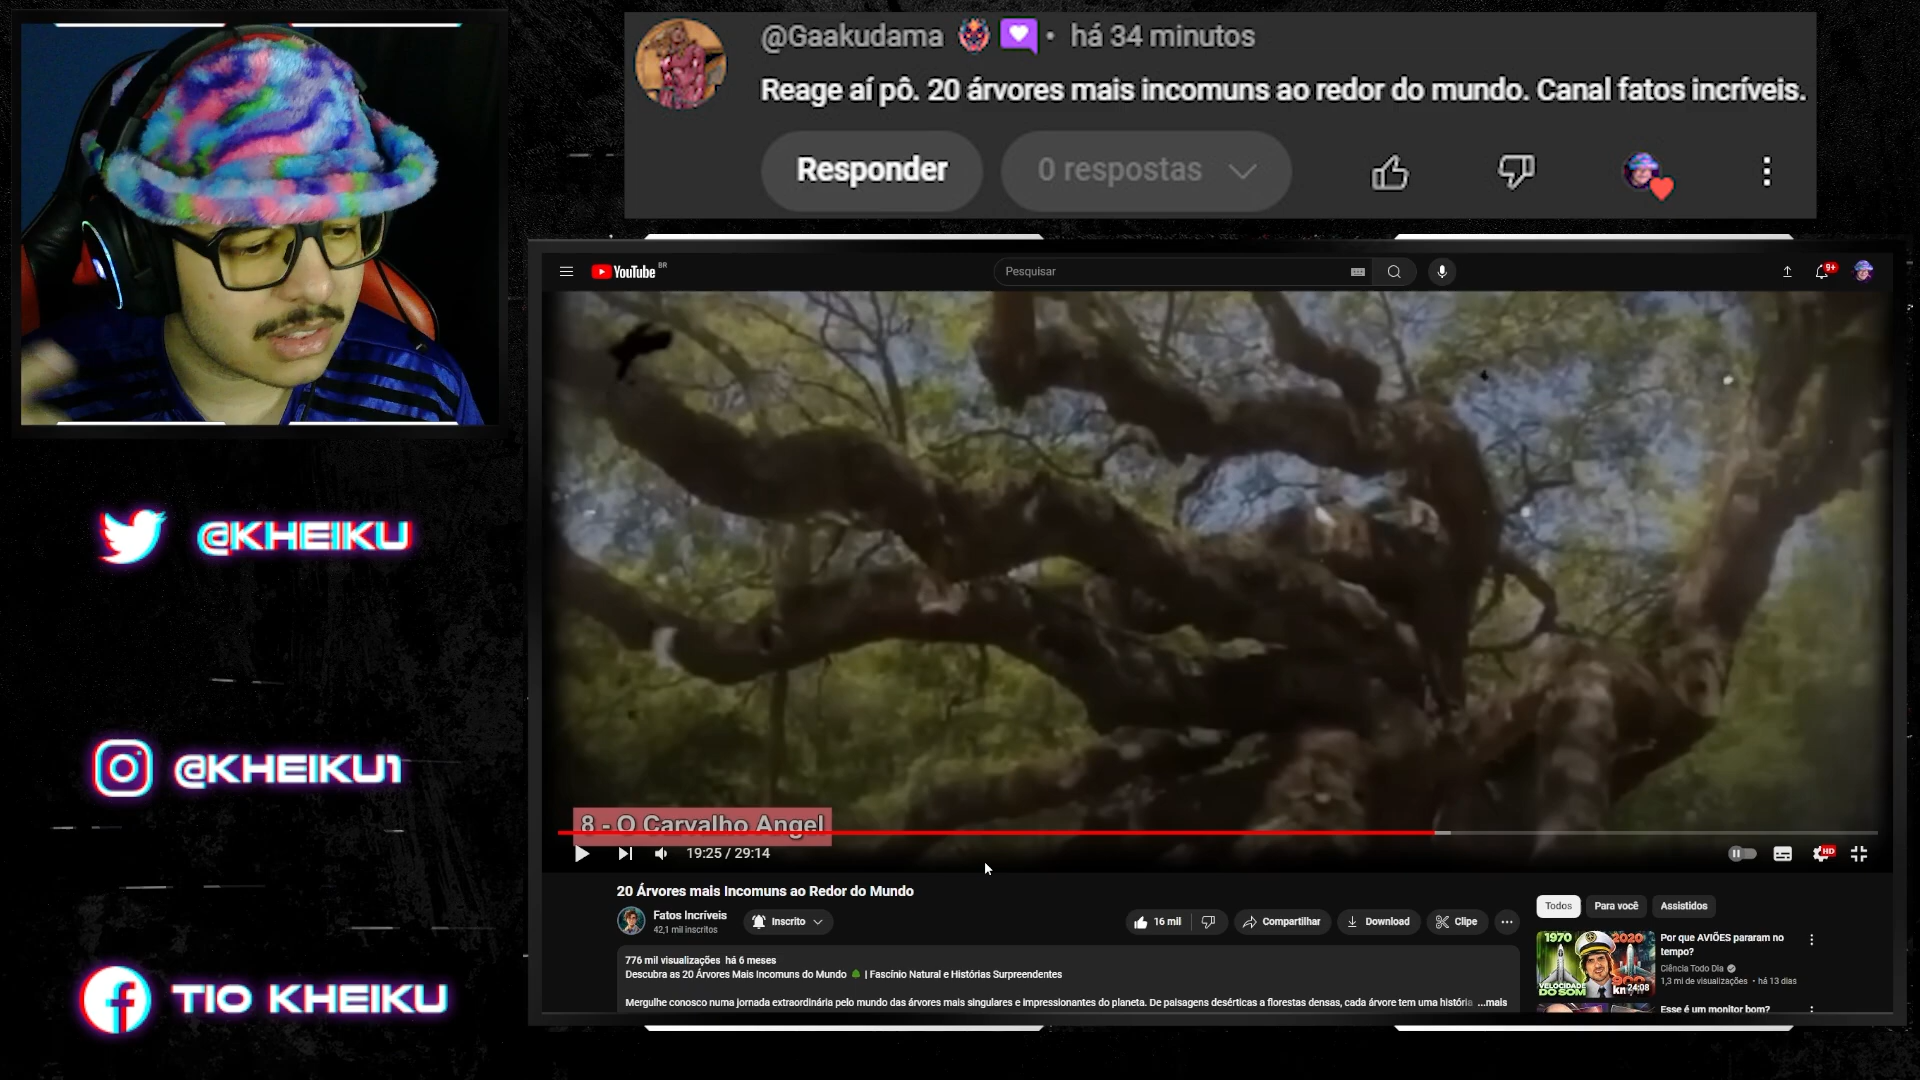 @Gaakudama • há 34 minutos
Reage aí pô. 20 árvores mais incomuns ao redor do mundo. Canal fatos incríveis.
Responder
0 respostas
YouTube BR
Pesquisar
9+
@KHEIKU
@KHEIKU1
TIO KHEIKU
8 - O Carvalho Angel
19:25 / 29:14
HD
20 Árvores mais Incomuns ao Redor do Mundo
Fatos Incríveis
42,1 mil inscritos
Inscrito
16 mil
Compartilhar
Download
Clipe
776 mil visualizações há 6 meses
Descubra as 20 Árvores Mais Incomuns do Mundo | Fascínio Natural e Histórias Surpreendentes
Mergulhe conosco numa jornada extraordinária pelo mundo das árvores mais singulares e impressionantes do planeta. De paisagens desérticas a florestas densas, cada árvore tem uma história ...mais
Todos
Para você
Assistidos
1970
2020
VELOCIDADE
DO SOM
24:08
Por que AVIÕES pararam no
tempo?
Ciência Todo Dia
1,3 mi de visualizações • há 13 dias
Esse é um monitor bom?